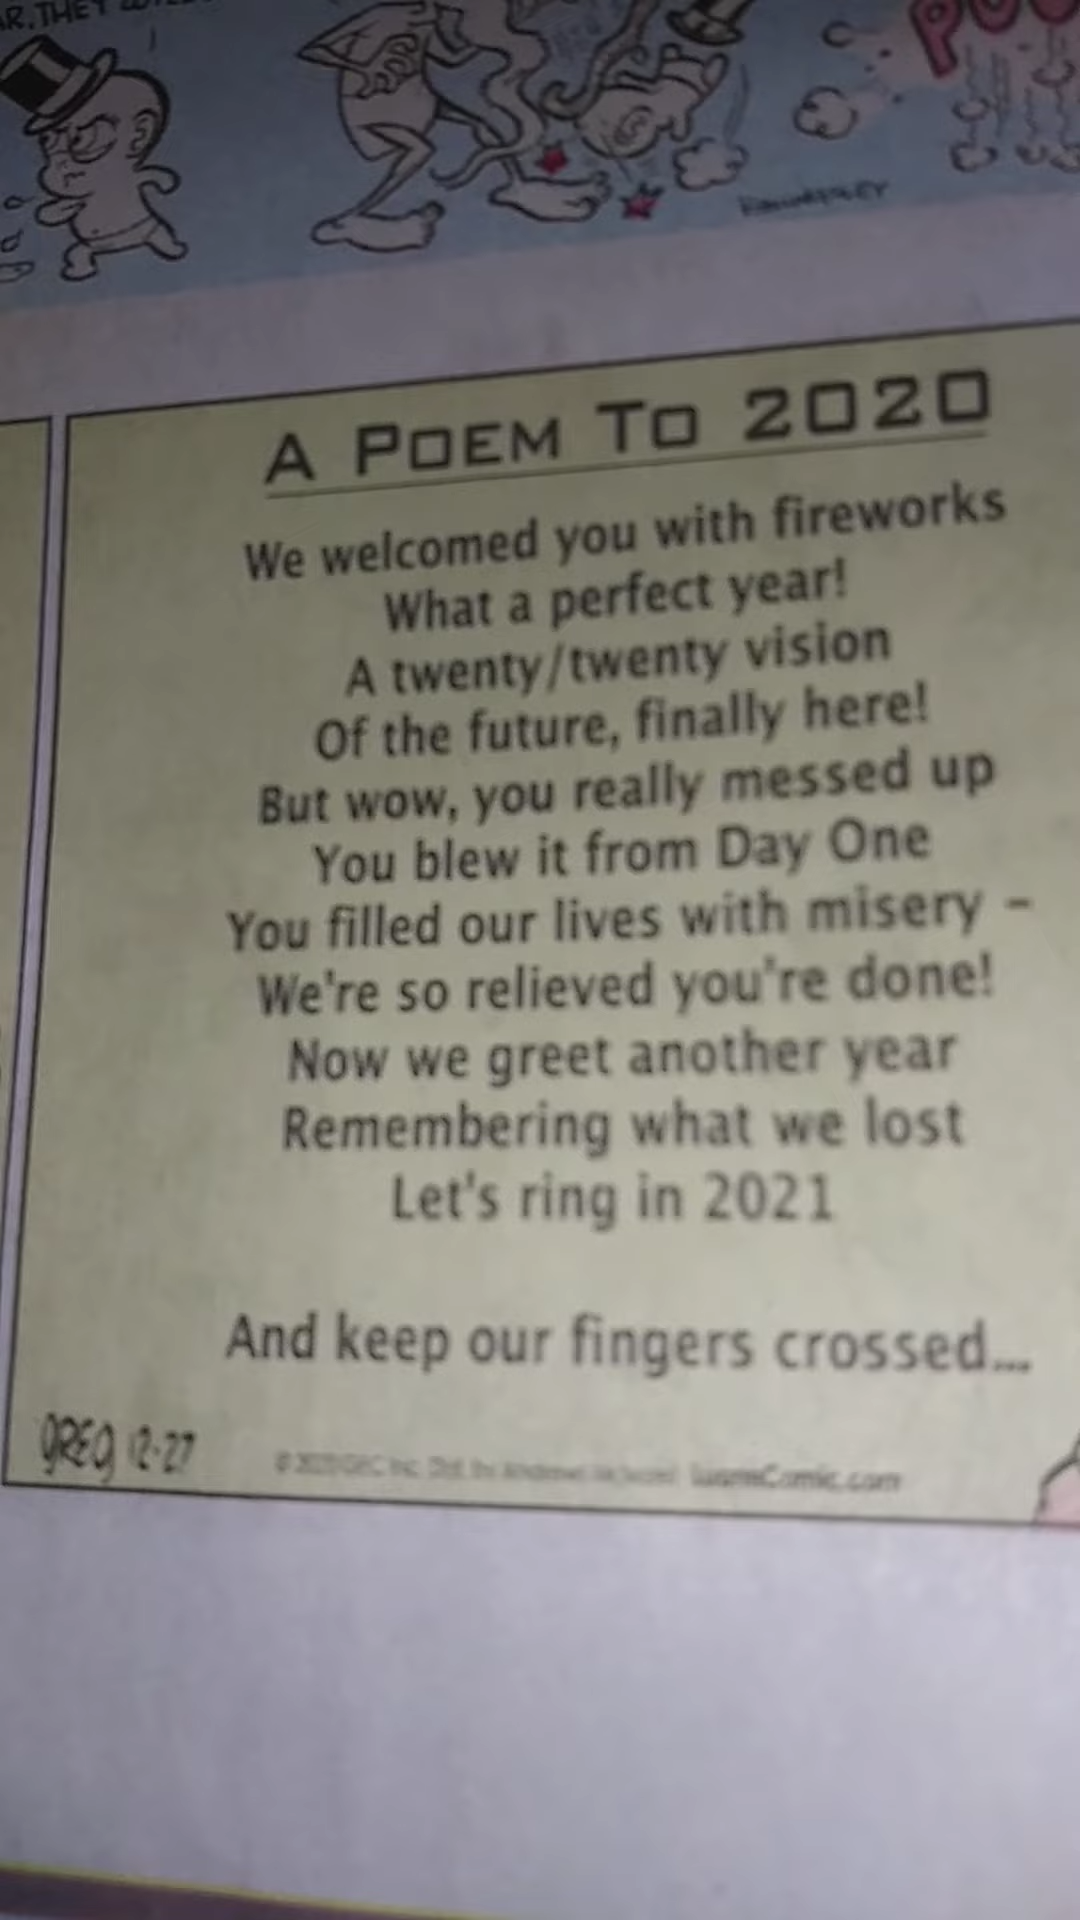 A POEM TO 2020
We welcomed you with fireworks
What a perfect year!
A twenty/twenty vision
Of the future, finally here!
But wow, you really messed up
You blew it from Day One
You filled our lives with misery –
We're so relieved you're done!
Now we greet another year
Remembering what we lost
Let's ring in 2021
And keep our fingers crossed...
GREG 12-27
LuannComic.com